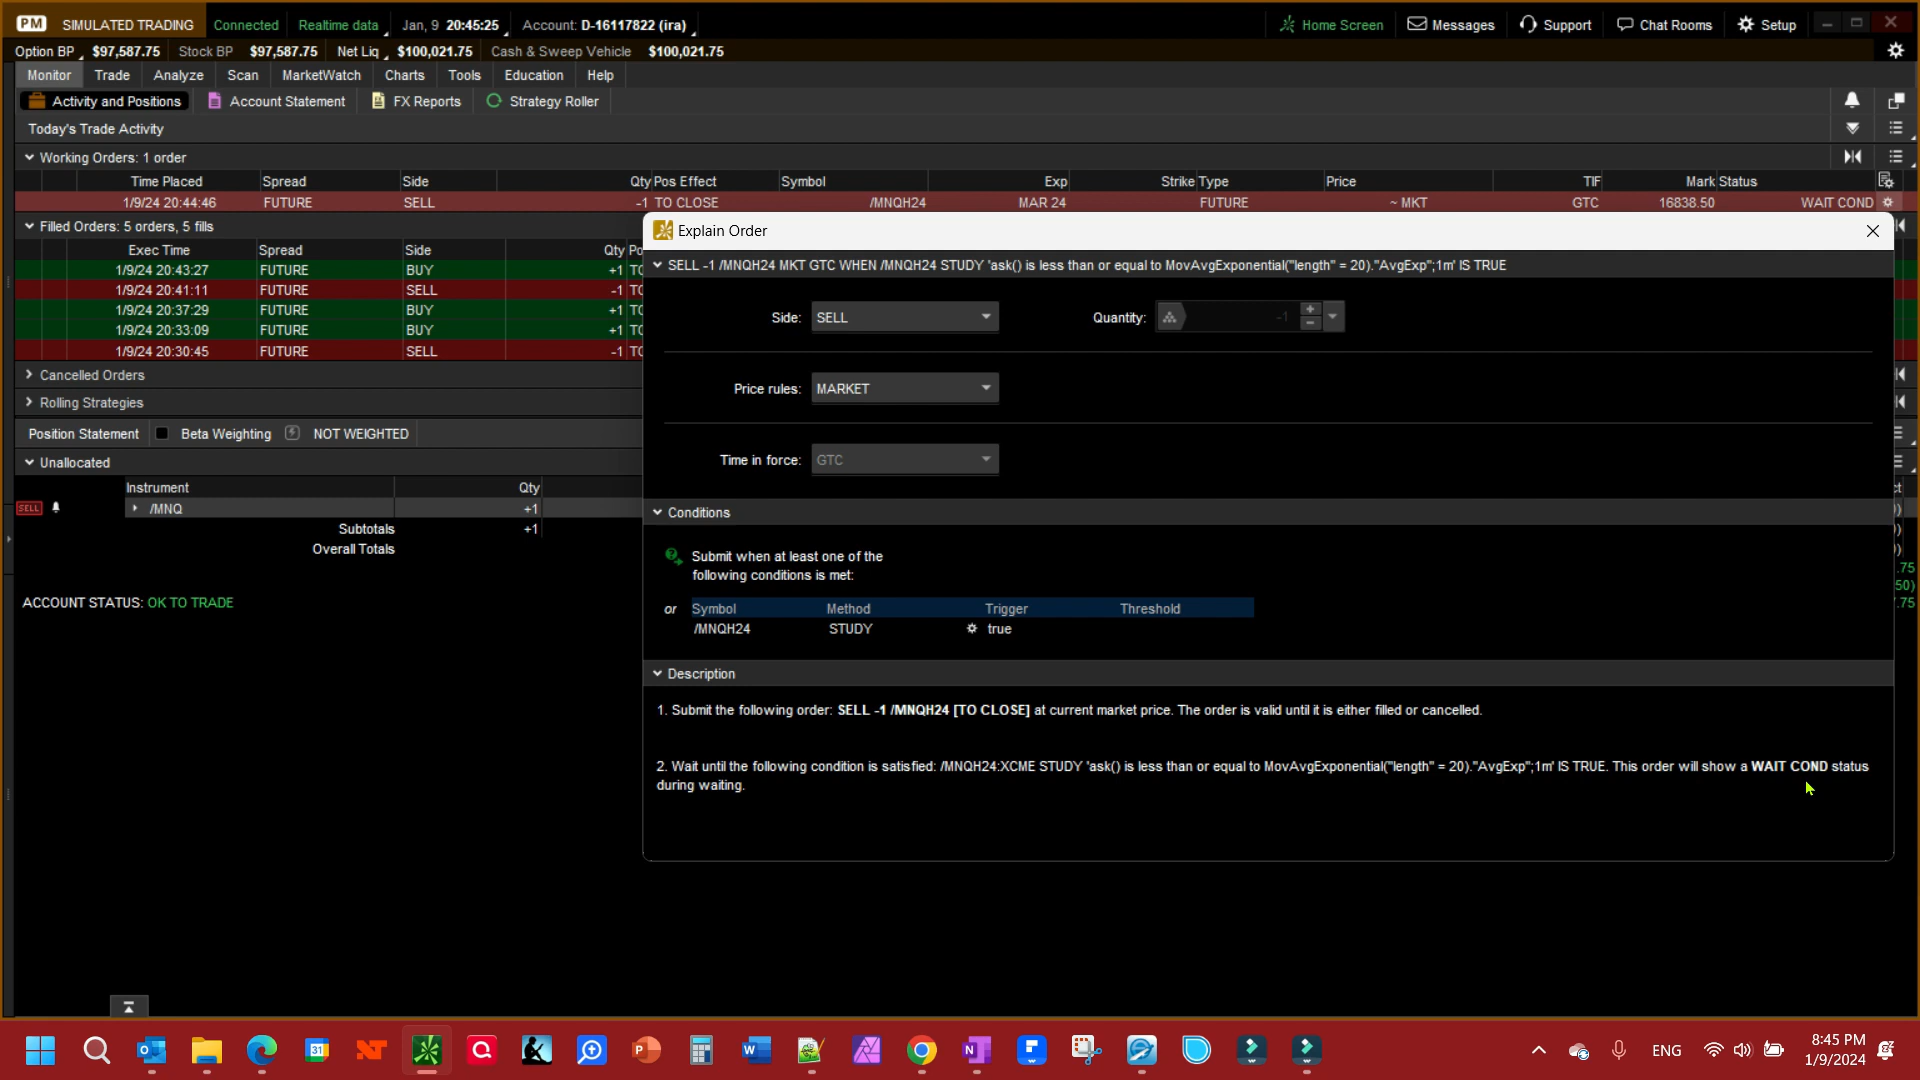 PM SIMULATED TRADING Connected Realtime data Jan, 9 20:45:25 Account: D-16117822 (ira) Home Screen Messages Support Chat Rooms Setup
Option BP $97,587.75 Stock BP $97,587.75 Net Liq $100,021.75 Cash & Sweep Vehicle $100,021.75
Monitor Trade Analyze Scan MarketWatch Charts Tools Education Help
Activity and Positions Account Statement FX Reports Strategy Roller
Today's Trade Activity
Working Orders: 1 order
Time Placed Spread Side Qty Pos Effect Symbol Exp Strike Type Price TIF Mark Status
1/9/24 20:44:46 FUTURE SELL -1 TO CLOSE /MNQH24 MAR 24 FUTURE ~ MKT GTC 16838.50 WAIT COND
Filled Orders: 5 orders, 5 fills
Exec Time Spread Side Qty Po
1/9/24 20:43:27 FUTURE BUY +1 TC
1/9/24 20:41:11 FUTURE SELL -1 TC
1/9/24 20:37:29 FUTURE BUY +1 TC
1/9/24 20:33:09 FUTURE BUY +1 TC
1/9/24 20:30:45 FUTURE SELL -1 TC
Cancelled Orders
Rolling Strategies
Position Statement Beta Weighting NOT WEIGHTED
Unallocated
Instrument Qty
SELL /MNQ +1
Subtotals +1
Overall Totals
ACCOUNT STATUS: OK TO TRADE
Explain Order
SELL -1 /MNQH24 MKT GTC WHEN /MNQH24 STUDY 'ask() is less than or equal to MovAvgExponential("length" = 20)."AvgExp";1m' IS TRUE
Side: SELL Quantity: -1
Price rules: MARKET
Time in force: GTC
Conditions
Submit when at least one of the
following conditions is met:
or Symbol Method Trigger Threshold
/MNQH24 STUDY true
Description
1. Submit the following order: SELL -1 /MNQH24 [TO CLOSE] at current market price. The order is valid until it is either filled or cancelled.
2. Wait until the following condition is satisfied: /MNQH24:XCME STUDY 'ask() is less than or equal to MovAvgExponential("length" = 20)."AvgExp";1m' IS TRUE. This order will show a WAIT COND status
during waiting.
ct
)
)
)
.75
50)
.75
31 ENG 8:45 PM
1/9/2024